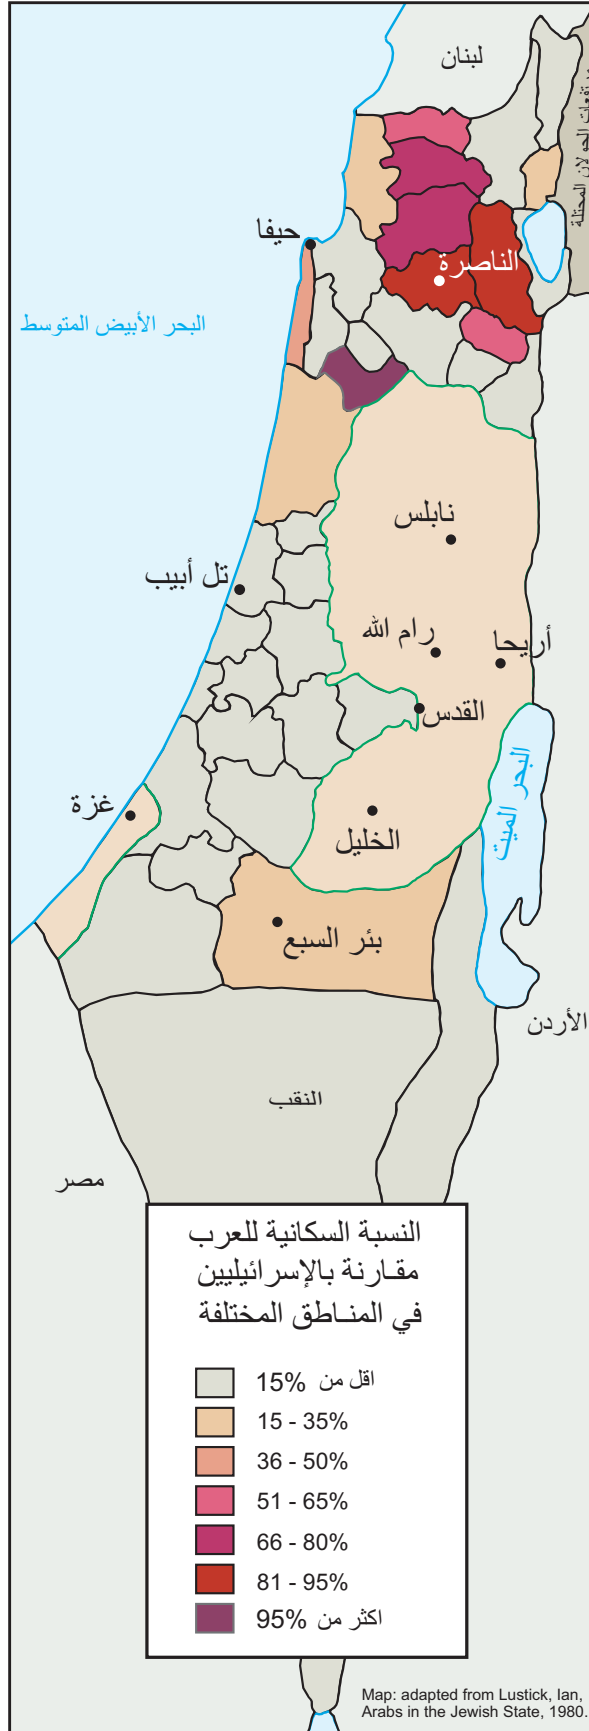 لبنان
مرتفعات الجولان المحتلة
حيفا
الناصرة
البحر الأبيض المتوسط
نابلس
تل أبيب
رام الله
أريحا
القدس
البحر الميت
غزة
الخليل
بئر السبع
الأردن
النقب
مصر
النسبة السكانية للعرب
مقارنة بالإسرائيليين
في المناطق المختلفة
اقل من 15%
15 - 35%
36 - 50%
51 - 65%
66 - 80%
81 - 95%
اكثر من 95%
Map: adapted from Lustick, Ian,
Arabs in the Jewish State, 1980.